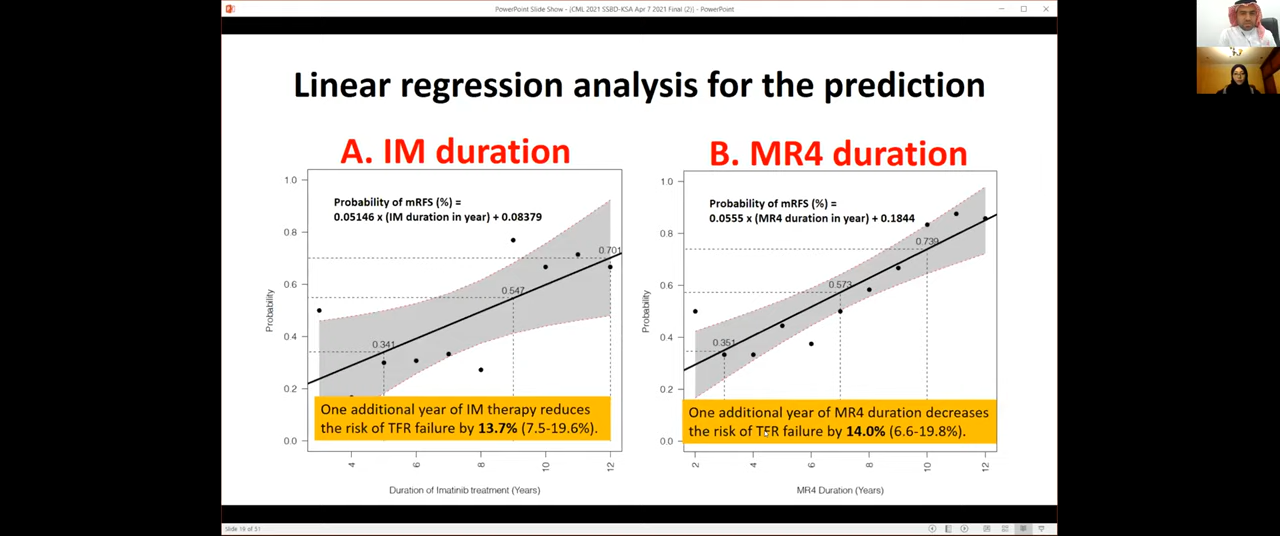 PowerPoint Slide Show - [CML 2021 SSBD-KSA Apr 7 2021 Final (2)] - PowerPoint
Linear regression analysis for the prediction
A. IM duration
Probability of mRFS (%) =
0.05146 x (IM duration in year) + 0.08379
1.0
0.8
0.6
0.4
0.2
0.0
Probability
0.341
0.547
0.701
One additional year of IM therapy reduces
the risk of TFR failure by 13.7% (7.5-19.6%).
4
6
8
10
12
Duration of Imatinib treatment (Years)
B. MR4 duration
Probability of mRFS (%) =
0.0555 x (MR4 duration in year) + 0.1844
1.0
0.8
0.6
0.4
0.2
0.0
Probability
0.351
0.573
0.739
One additional year of MR4 duration decreases
the risk of TFR failure by 14.0% (6.6-19.8%).
2
4
6
8
10
12
MR4 Duration (Years)
Slide 19 of 51